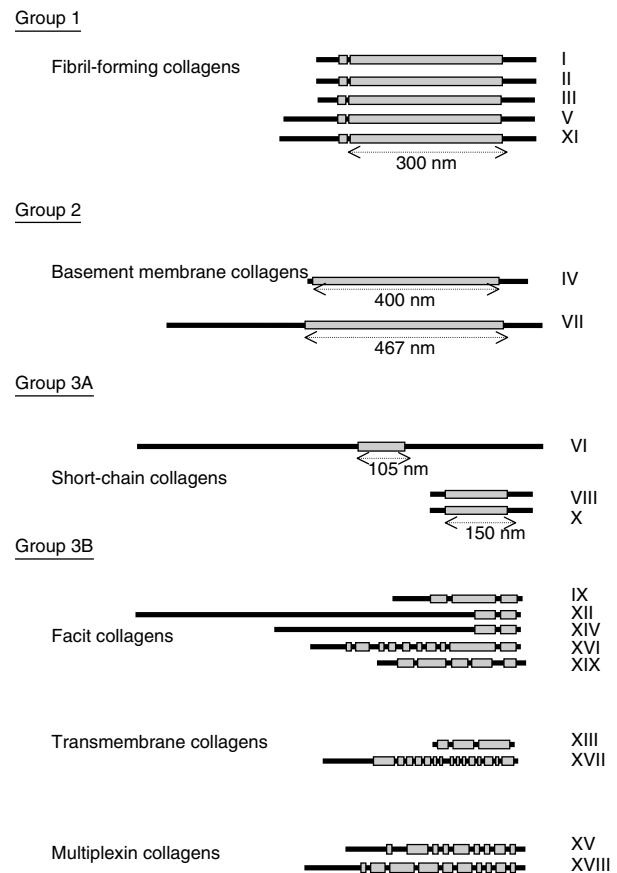 Group 1
Fibril-forming collagens
I
II
III
V
XI
300 nm
Group 2
Basement membrane collagens
IV
400 nm
VII
467 nm
Group 3A
VI
105 nm
Short-chain collagens
VIII
X
150 nm
Group 3B
Facit collagens
IX
XII
XIV
XVI
XIX
Transmembrane collagens
XIII
XVII
Multiplexin collagens
XV
XVIII